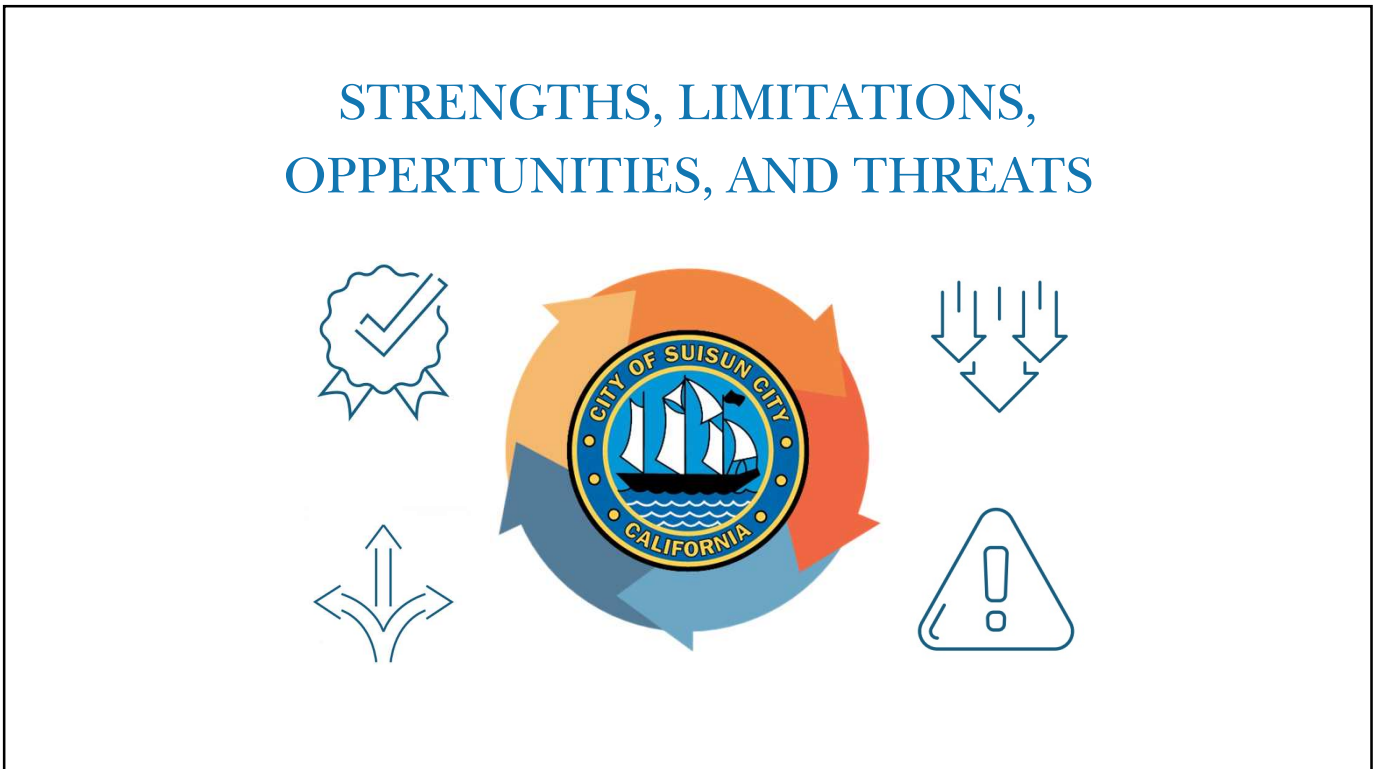 STRENGTHS, LIMITATIONS,
OPPERTUNITIES, AND THREATS
CITY OF SUISUN CITY
CALIFORNIA